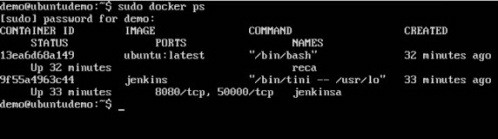 demo@ubuntudemo:~$ sudo docker ps
[sudo] password for demo:
CONTAINER ID IMAGE COMMAND CREATED
STATUS PORTS NAMES
13ea6d68a149 ubuntu:latest "/bin/bash" 32 minutes ago
Up 32 minutes reca
9f55a4963c44 jenkins "/bin/tini -- /usr/lo" 33 minutes ago
Up 33 minutes 8080/tcp, 50000/tcp jenkinsa
demo@ubuntudemo:~$ _